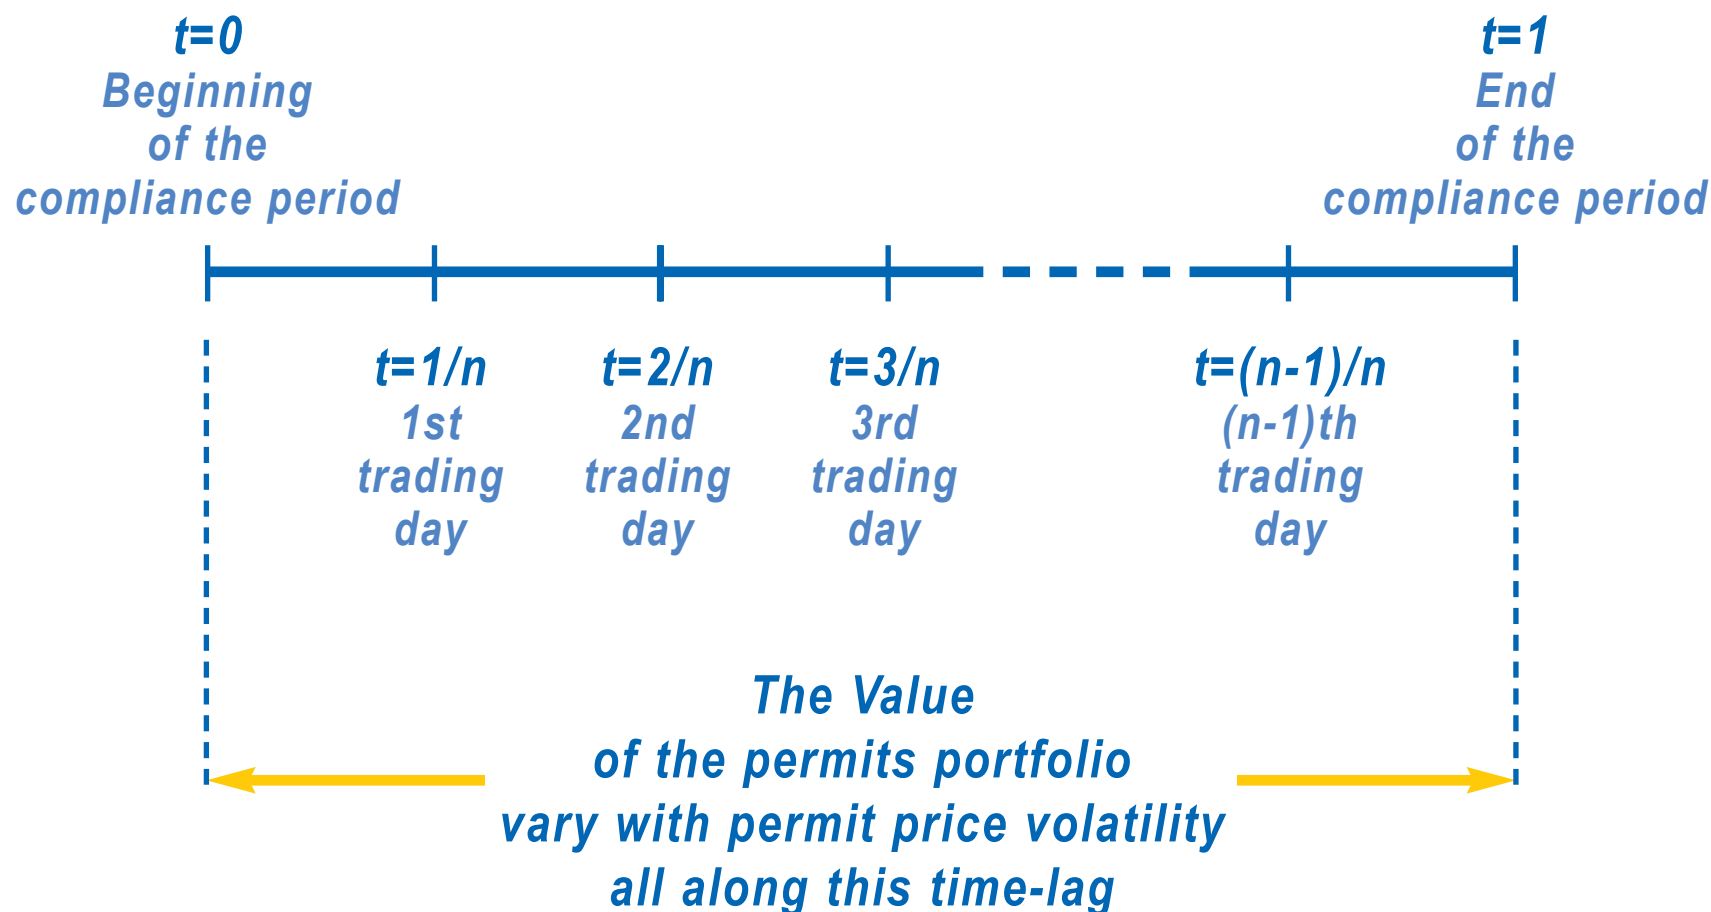 t=0
Beginning
of the
compliance period
t=1
End
of the
compliance period
t=1/n
1st
trading
day
t=2/n
2nd
trading
day
t=3/n
3rd
trading
day
t=(n-1)/n
(n-1)th
trading
day
The Value
of the permits portfolio
vary with permit price volatility
all along this time-lag